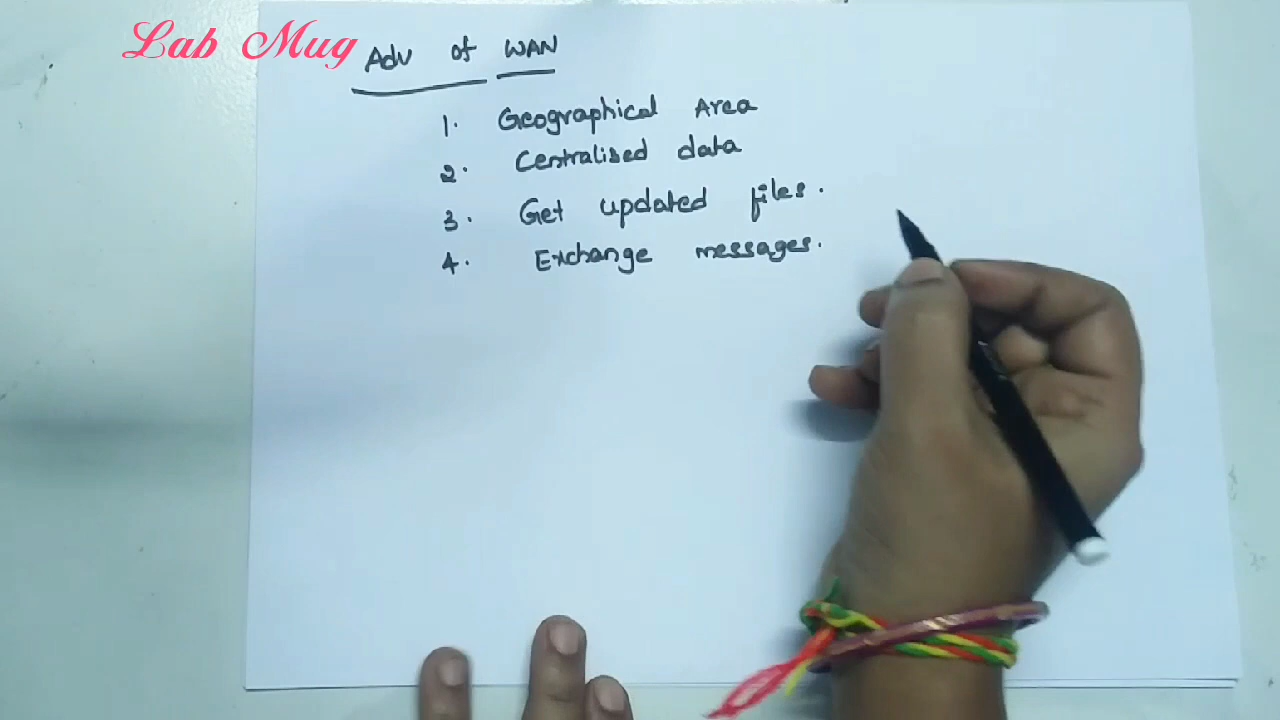 Lab Mug
Adv of WAN
1. Geographical Area
2. Centralised data
3. Get updated files.
4. Exchange messages.